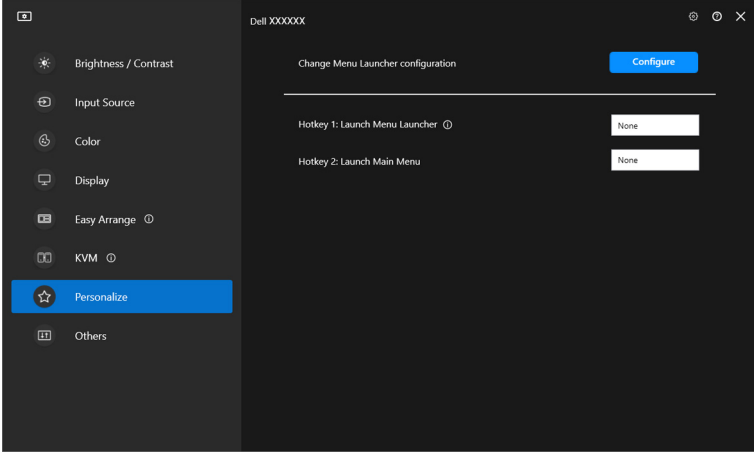 Dell XXXXXX
Brightness / Contrast
Input Source
Color
Display
Easy Arrange
KVM
Personalize
Others
Change Menu Launcher configuration
Configure
Hotkey 1: Launch Menu Launcher
None
Hotkey 2: Launch Main Menu
None